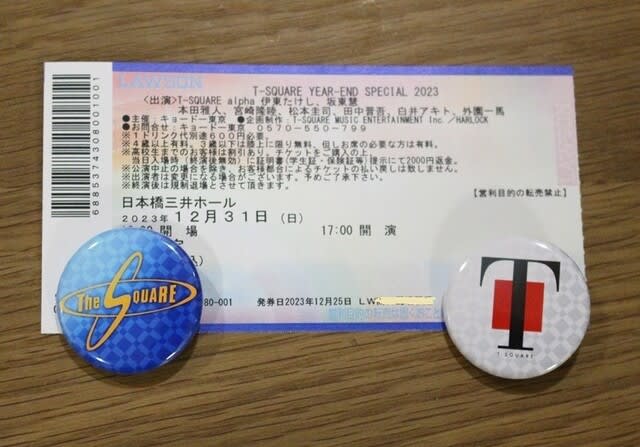 LAWSON
T-SQUARE YEAR-END SPECIAL 2023
<出演>T-SQUARE alpha 伊東たけし、坂東慧
本田雅人、宮崎隆睦、松本圭司、田中晋吾、白井アキト、外園一馬
●主催:キョードー東京 ●企画制作:T-SQUARE MUSIC ENTERTAINMENT Inc./HARLOCK
●お問合せ:キョードー東京 0570-550-799
※1ドリンク代別途600円必要。
※4歳以上有料。3歳以下は膝上に限り無料。但しお席の必要な方は有料。
※高校生までのお客様は割引あり。チケットをご購入の上、
当日入場時(終演後無効)に証明書(学生証・保険証等)提示にて2000円返金。
※公演中止の場合を除き、お客様都合によるチケットの払い戻しは致しません。
※出演者は変更になる場合がございます。予めご了承下さい。
※終演後は規制退場とさせて頂きます。
【営利目的の転売禁止】
日本橋三井ホール
2023年12月31日(日)
開場 17:00 開演
80-001 発券日2023年12月25日
6885374308001001
The SQUARE
T
T SQUARE